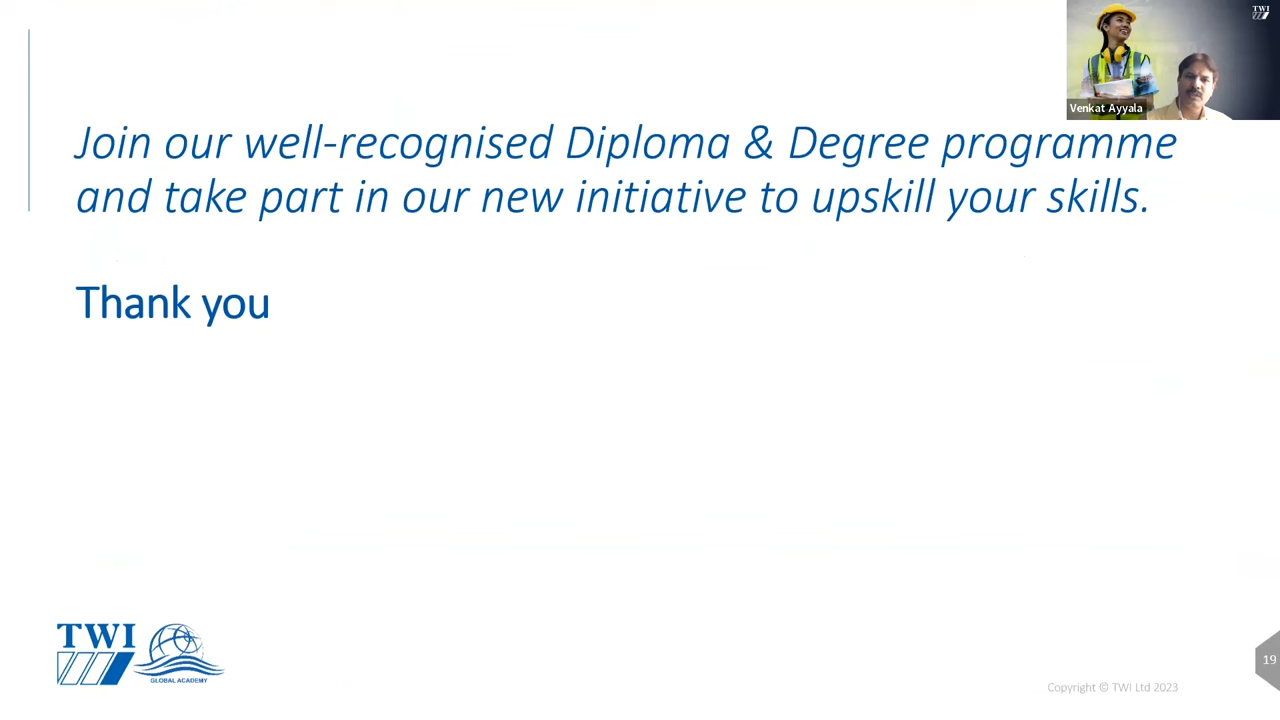 TWI
Venkat Ayyala
Join our well-recognised Diploma & Degree programme
and take part in our new initiative to upskill your skills.
Thank you
TWI
GLOBAL ACADEMY
19
Copyright © TWI Ltd 2023